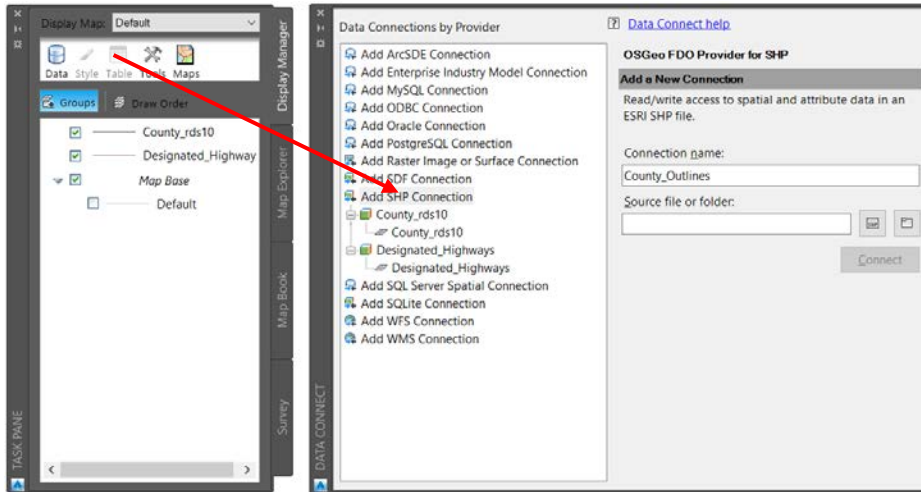 Display Map: Default
Data Style Table Tools Maps
Groups Draw Order
County_rds10
Designated_Highway
Map Base
Default
Display Manager
Map Explorer
Map Book
Survey
TASK PANE
Data Connections by Provider
Add ArcSDE Connection
Add Enterprise Industry Model Connection
Add MySQL Connection
Add ODBC Connection
Add Oracle Connection
Add PostgreSQL Connection
Add Raster Image or Surface Connection
Add SDF Connection
Add SHP Connection
County_rds10
County_rds10
Designated_Highways
Designated_Highways
Add SQL Server Spatial Connection
Add SQLite Connection
Add WFS Connection
Add WMS Connection
DATA CONNECT
Data Connect help
OSGeo FDO Provider for SHP
Add a New Connection
Read/write access to spatial and attribute data in an
ESRI SHP file.
Connection name:
County_Outlines
Source file or folder:
Connect